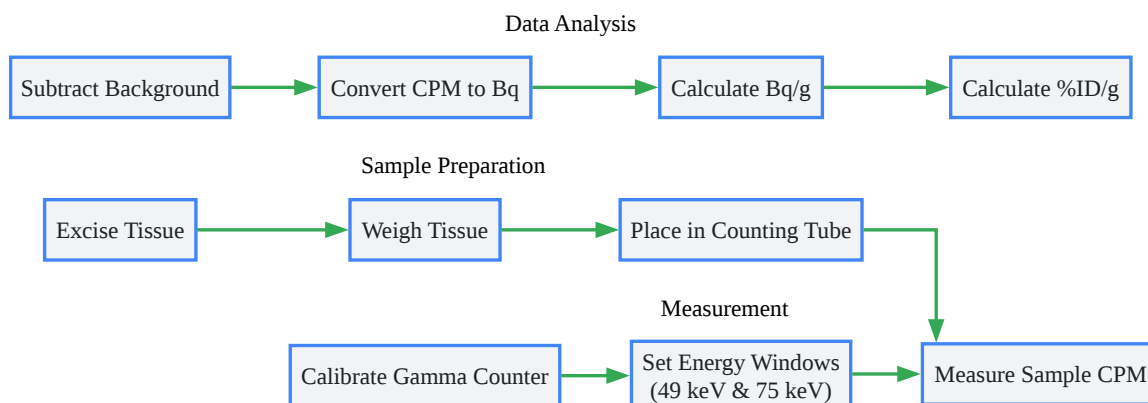 Data Analysis
Subtract Background
Convert CPM to Bq
Calculate Bq/g
Calculate %ID/g
Sample Preparation
Excise Tissue
Weigh Tissue
Place in Counting Tube
Measurement
Calibrate Gamma Counter
Set Energy Windows
(49 keV & 75 keV)
Measure Sample CPM